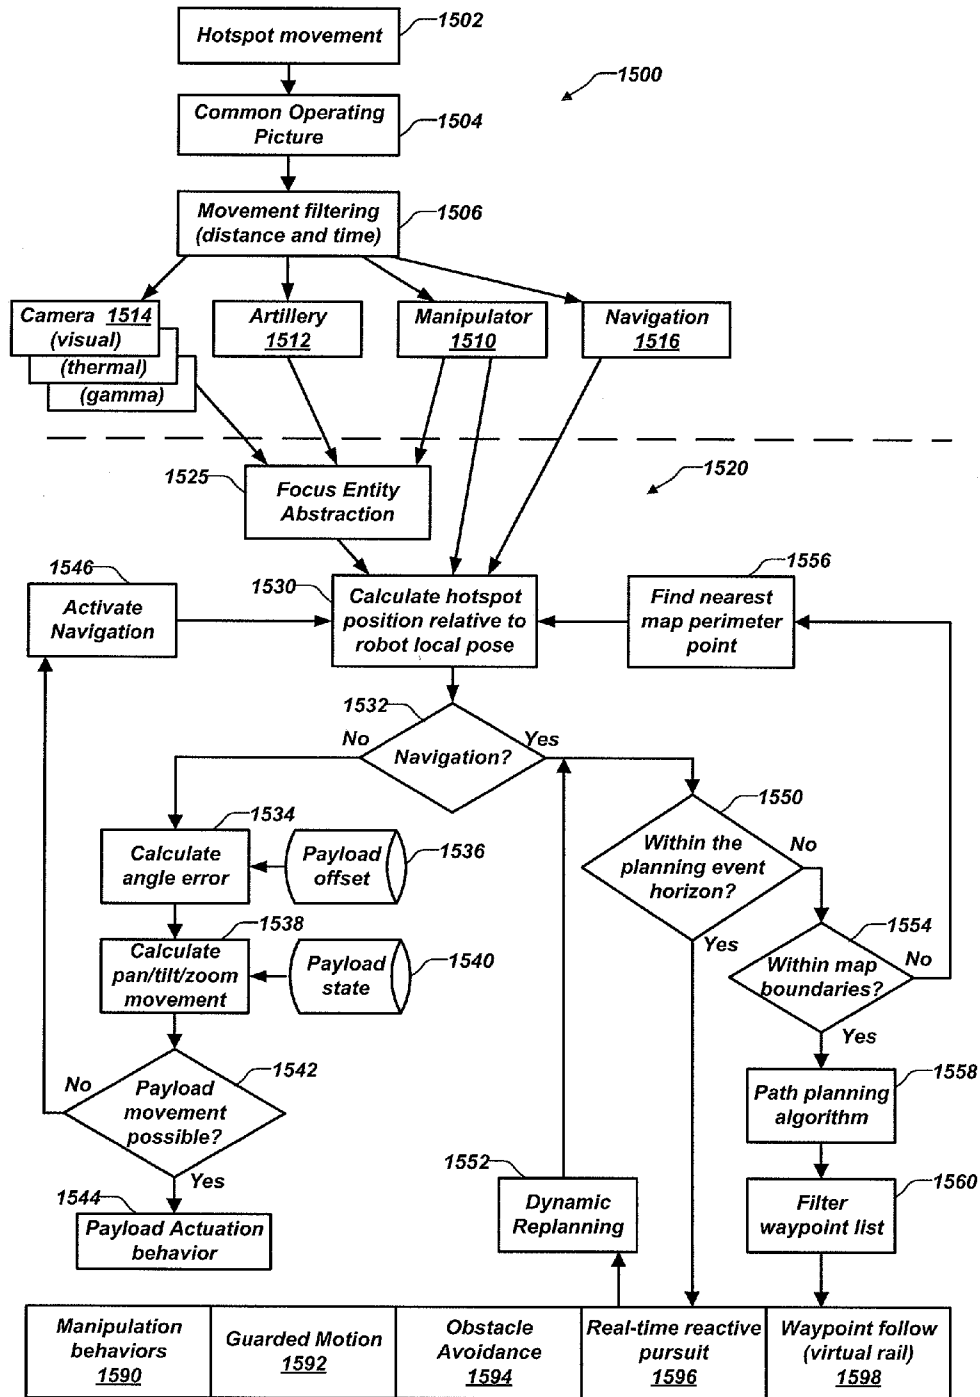 1502
Hotspot movement
1500
Common Operating
Picture
1504
Movement filtering
(distance and time)
1506
Camera 1514
(visual)
(thermal)
(gamma)
Artillery
1512
Manipulator
1510
Navigation
1516
1520
1525
Focus Entity
Abstraction
1546
Activate
Navigation
1530
Calculate hotspot
position relative to
robot local pose
1556
Find nearest
map perimeter
point
1532
No
Navigation?
Yes
1534
Calculate
angle error
Payload
offset
1536
1550
Within the
planning event
horizon?
No
Yes
1538
Calculate
pan/tilt/zoom
movement
Payload
state
1540
1554
Within map
boundaries?
No
Yes
1542
No
Payload
movement
possible?
Yes
1558
Path planning
algorithm
1544
Payload Actuation
behavior
1552
Dynamic
Replanning
1560
Filter
waypoint list
Manipulation
behaviors
1590
Guarded Motion
1592
Obstacle
Avoidance
1594
Real-time reactive
pursuit
1596
Waypoint follow
(virtual rail)
1598